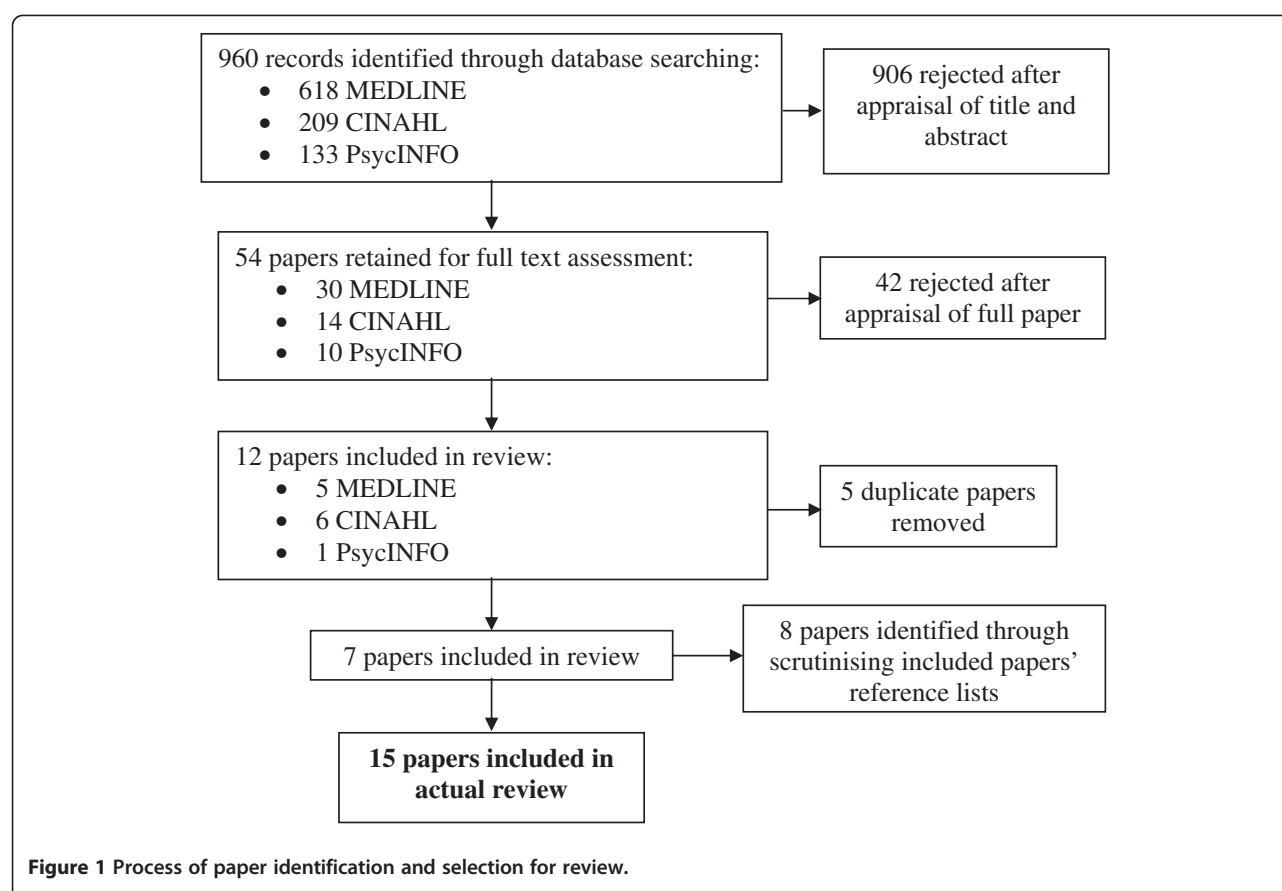 960 records identified through database searching:
• 618 MEDLINE
• 209 CINAHL
• 133 PsycINFO
906 rejected after
appraisal of title and
abstract
54 papers retained for full text assessment:
• 30 MEDLINE
• 14 CINAHL
• 10 PsycINFO
42 rejected after
appraisal of full paper
12 papers included in review:
• 5 MEDLINE
• 6 CINAHL
• 1 PsycINFO
5 duplicate papers
removed
7 papers included in review
8 papers identified through
scrutinising included papers’
reference lists
15 papers included in
actual review
Figure 1 Process of paper identification and selection for review.